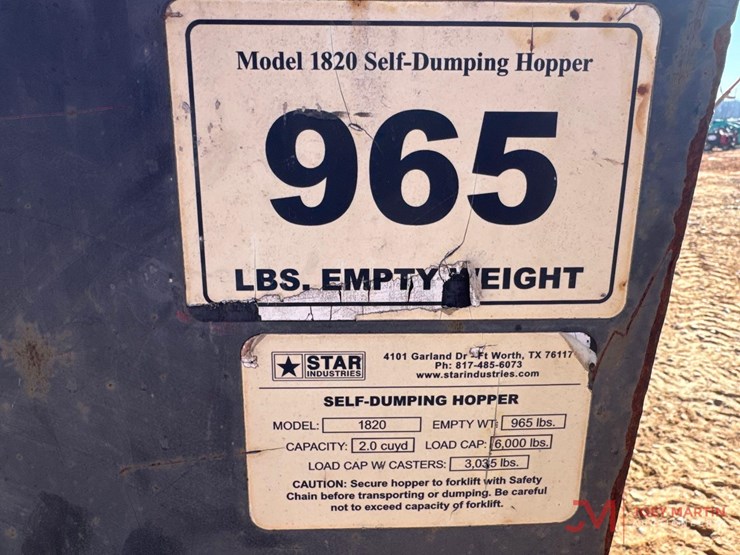 Model 1820 Self-Dumping Hopper
965
LBS. EMPTY WEIGHT
STAR
INDUSTRIES
4101 Garland Dr - Ft Worth, TX 76117
Ph: 817-485-6073
www.starindustries.com
SELF-DUMPING HOPPER
MODEL: 1820 EMPTY WT: 965 lbs.
CAPACITY: 2.0 cuyd LOAD CAP: 6,000 lbs.
LOAD CAP W/ CASTERS: 3,035 lbs.
CAUTION: Secure hopper to forklift with Safety
Chain before transporting or dumping. Be careful
not to exceed capacity of forklift.
MARTIN